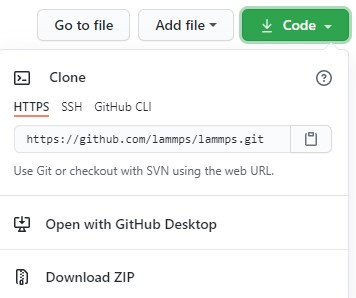 Go to file Add file Code
Clone
HTTPS SSH GitHub CLI
https://github.com/lammps/lammps.git
Use Git or checkout with SVN using the web URL.
Open with GitHub Desktop
Download ZIP